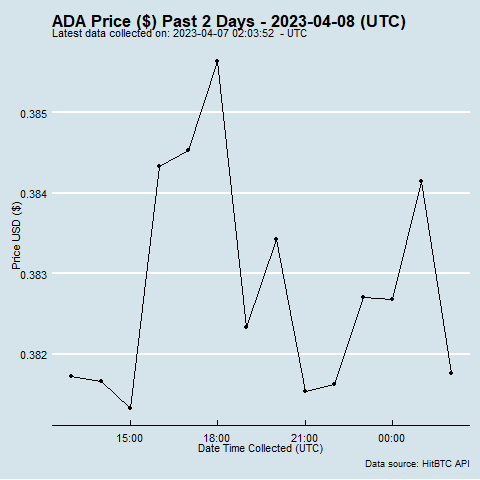 ADA Price ($) Past 2 Days - 2023-04-08 (UTC)
Latest data collected on: 2023-04-07 02:03:52  - UTC
0.385
0.384
0.383
0.382
Price USD ($)
15:00 18:00 21:00 00:00
Date Time Collected (UTC)
Data source: HitBTC API